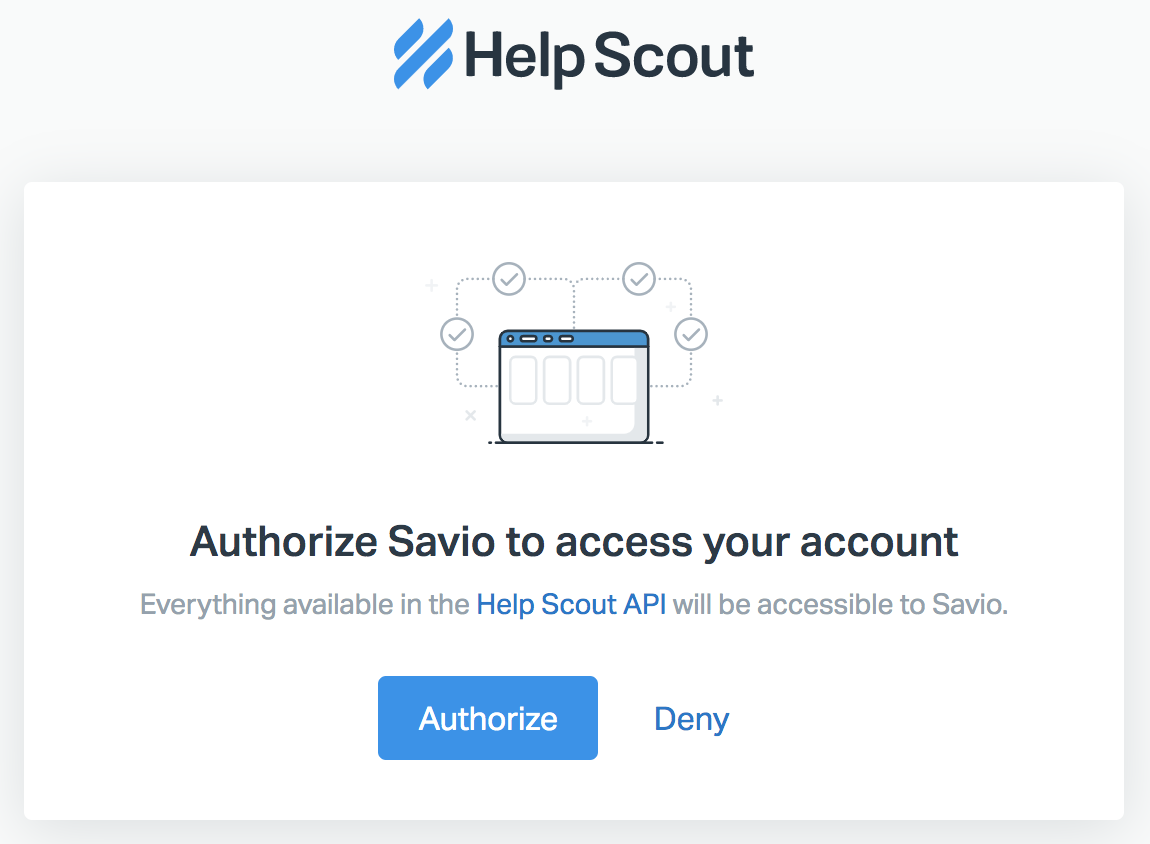 Help Scout
Authorize Savio to access your account
Everything available in the Help Scout API will be accessible to Savio.
Authorize
Deny